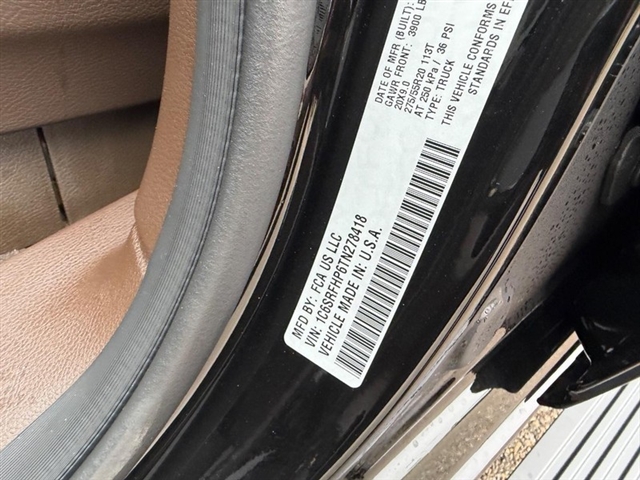 MFD BY: FCA US LLC
VIN: 1C6SRFHP6TN278418
VEHICLE MADE IN: U.S.A.
DATE OF MFR (BUILT):
GAWR FRONT: 3900 LB
20X9.0
275/55R20 113T
AT 250 kPa / 36 PSI
TYPE: TRUCK
THIS VEHICLE CONFORMS
STANDARDS IN EF